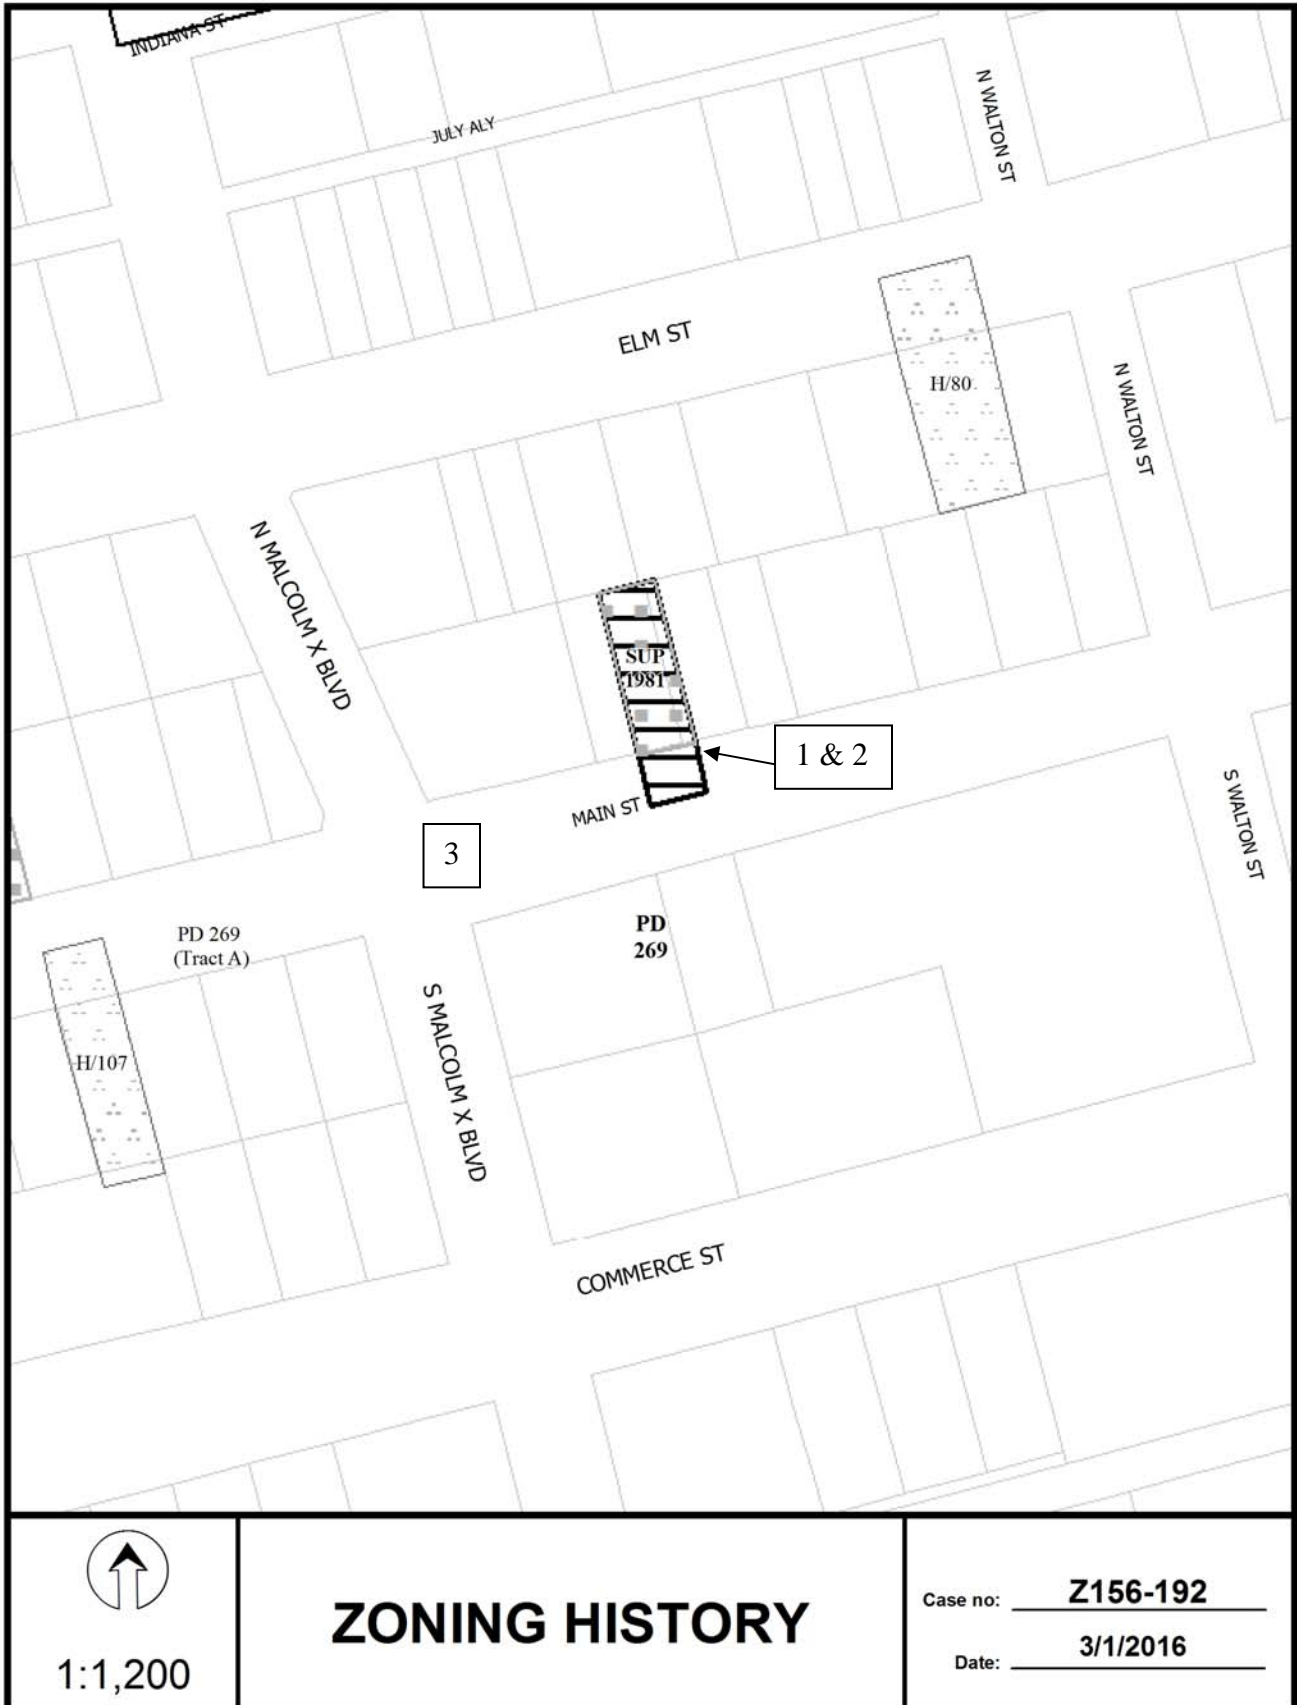 INDIANA ST
JULY ALY
N WALTON ST
ELM ST
H/80
N WALTON ST
N MALCOLM X BLVD
SUP
1981
1 & 2
MAIN ST
S WALTON ST
3
PD
269
PD 269
(Tract A)
H/107
S MALCOLM X BLVD
COMMERCE ST
1:1,200
ZONING HISTORY
Case no: Z156-192
Date: 3/1/2016